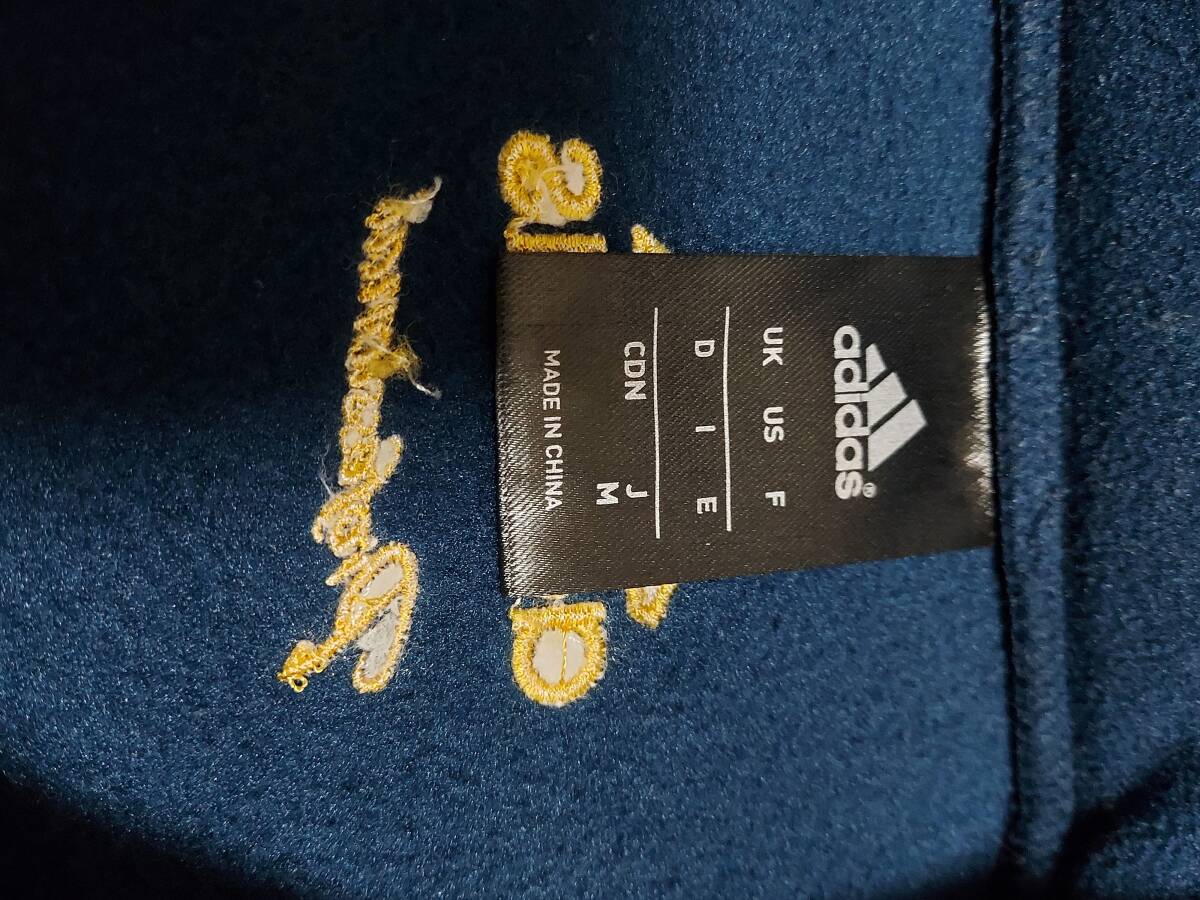 adidas®
UK US F
D I E
CDN J
M
MADE IN CHINA